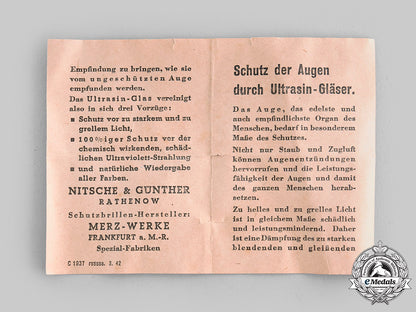 Empfindung zu bringen, wie sie
vom ungeschützten Auge
empfunden werden.
Das Ultrasin-Glas vereinigt
also in sich drei Vorzüge:
■ Schutz vor zu starkem und zu
grellem Licht,
■ 100%iger Schutz vor der
chemisch wirkenden, schäd-
lichen Ultraviolett-Strahlung
■ und natürliche Wiedergabe
aller Farben.
NITSCHE & GÜNTHER
RATHENOW
Schutzbrillen-Hersteller:
MERZ-WERKE
FRANKFURT a. M.-R.
Spezial-Fabriken
C 1937 3. 42
Schutz der Augen
durch Ultrasin-Gläser.
Das Auge, das edelste und
auch empfindlichste Organ des
Menschen, bedarf in besonderem
Maße des Schutzes.
Nicht nur Staub und Zugluft
können Augenentzündungen
hervorrufen und die Leistungs-
fähigkeit der Augen und damit
des ganzen Menschen herab-
setzen.
Zu helles und zu grelles Licht
ist in gleichem Maße schädlich
und leistungsmindernd. Daher
ist eine Dämpfung des zu starken
blendenden und gleißenden
eMedals